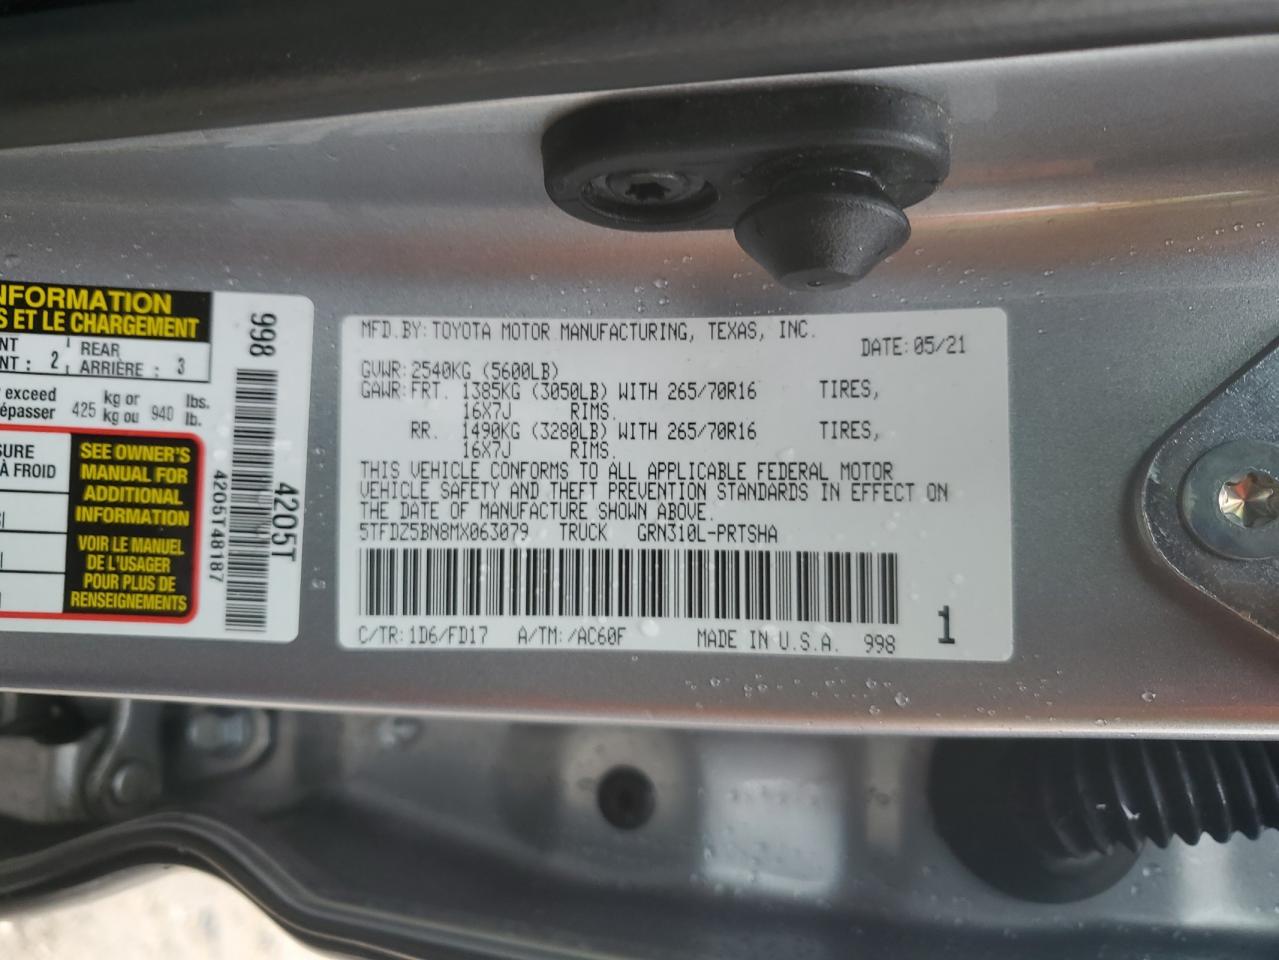 NFORMATION
S ET LE CHARGEMENT
NT REAR
NT : 2 ARRIÈRE : 3
exceed kg or lbs.
épasser 425 kg ou 940 lb.
SURE
À FROID
SEE OWNER'S
MANUAL FOR
ADDITIONAL
INFORMATION
VOIR LE MANUEL
DE L'USAGER
POUR PLUS DE
RENSEIGNEMENTS
998
4205T
4205T48187
MFD.BY: TOYOTA MOTOR MANUFACTURING, TEXAS, INC.
DATE: 05/21
GVWR: 2540KG (5600LB)
GAWR: FRT. 1385KG (3050LB) WITH 265/70R16 TIRES,
16X7J RIMS.
RR. 1490KG (3280LB) WITH 265/70R16 TIRES,
16X7J RIMS.
THIS VEHICLE CONFORMS TO ALL APPLICABLE FEDERAL MOTOR
VEHICLE SAFETY AND THEFT PREVENTION STANDARDS IN EFFECT ON
THE DATE OF MANUFACTURE SHOWN ABOVE.
5TFDZ5BN8MX063079 TRUCK GRN310L-PRTSHA
C/TR: 1D6/FD17 A/TM: /AC60F MADE IN U.S.A. 998 1